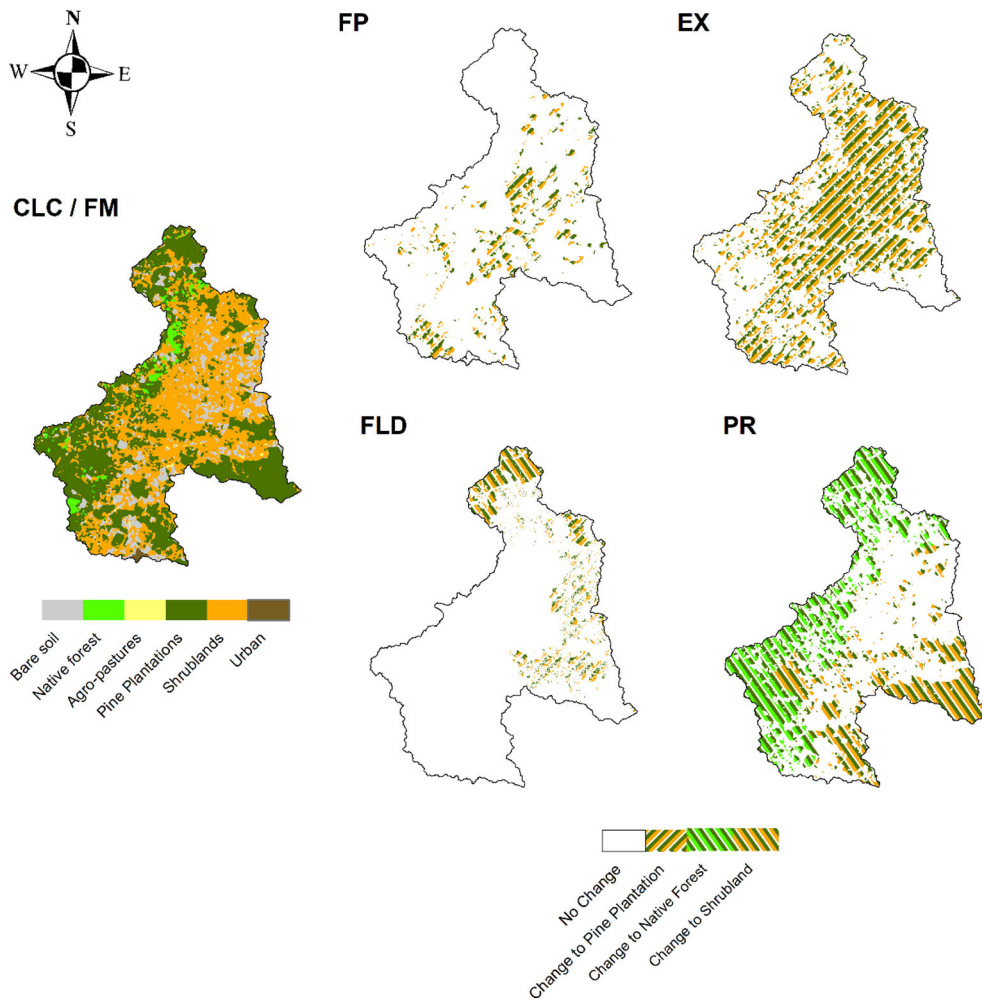 N
W
E
S
FP
EX
CLC / FM
FLD
PR
Bare soil
Native forest
Agro-pastures
Pine Plantations
Shrublands
Urban
No Change
Change to Pine Plantation
Change to Native Forest
Change to Shrubland